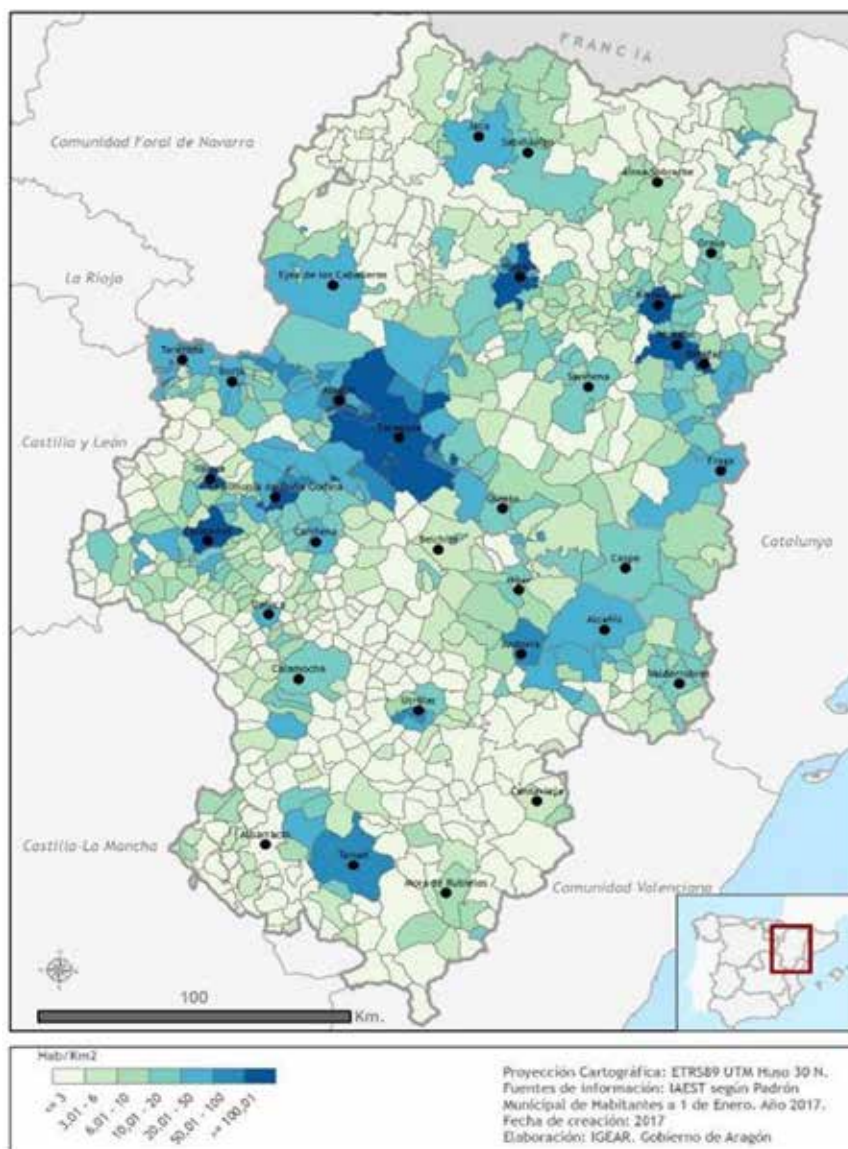 FRANCIA
Comunidad Foral de Navarra
Jaca
Sabiñánigo
Graus
La Rioja
Ejea de los Caballeros
Tarazona
Borja
Sariñena
Zaragoza
Castilla y León
Fraga
Quinto
Cariñena
Belchite
Catalunya
Caspe
Híjar
Alcañiz
Andorra
Calamocha
Valderrobres
Utrillas
Cantavieja
Castilla-La Mancha
Albarracín
Teruel
Mora de Rubielos
Comunidad Valenciana
100
Km.
Hab/Km2
<= 3
3,01 - 6
6,01 - 10
10,01 - 20
20,01 - 50
50,01 - 100
>= 100,01
Proyección Cartográfica: ETRS89 UTM Huso 30 N.
Fuentes de información: IAEST según Padrón
Municipal de Habitantes a 1 de Enero. Año 2017.
Fecha de creación: 2017
Elaboración: IGEAR. Gobierno de Aragón